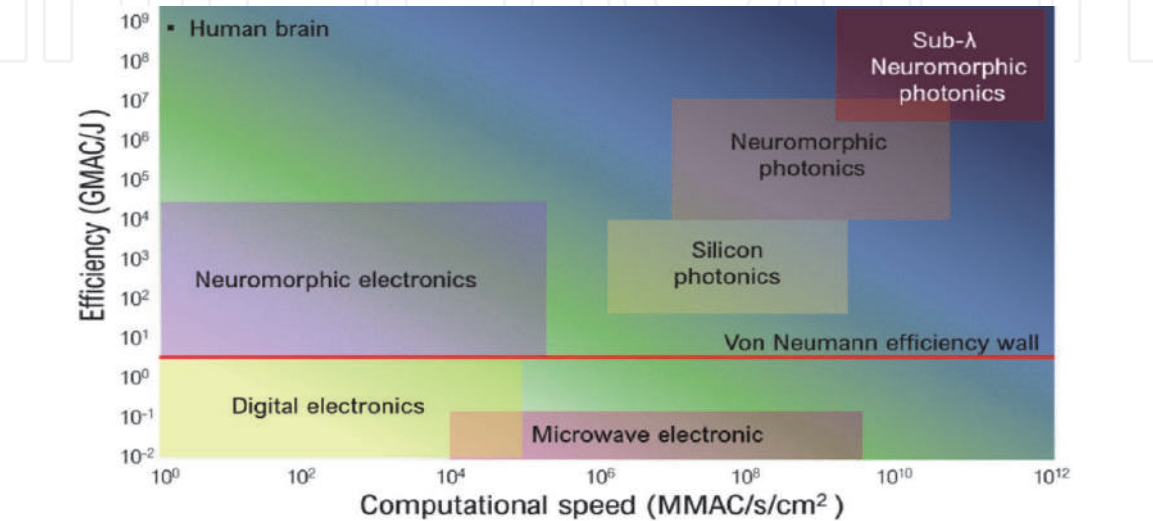 10⁹
Human brain
Sub-λ
Neuromorphic
photonics
10⁸
10⁷
10⁶
Neuromorphic
photonics
10⁵
10⁴
10³
Silicon
photonics
Neuromorphic electronics
10²
10¹
Von Neumann efficiency wall
10⁰
Digital electronics
10⁻¹
Microwave electronic
10⁻²
Efficiency (GMAC/J)
10⁰ 10² 10⁴ 10⁶ 10⁸ 10¹⁰ 10¹²
Computational speed (MMAC/s/cm²)